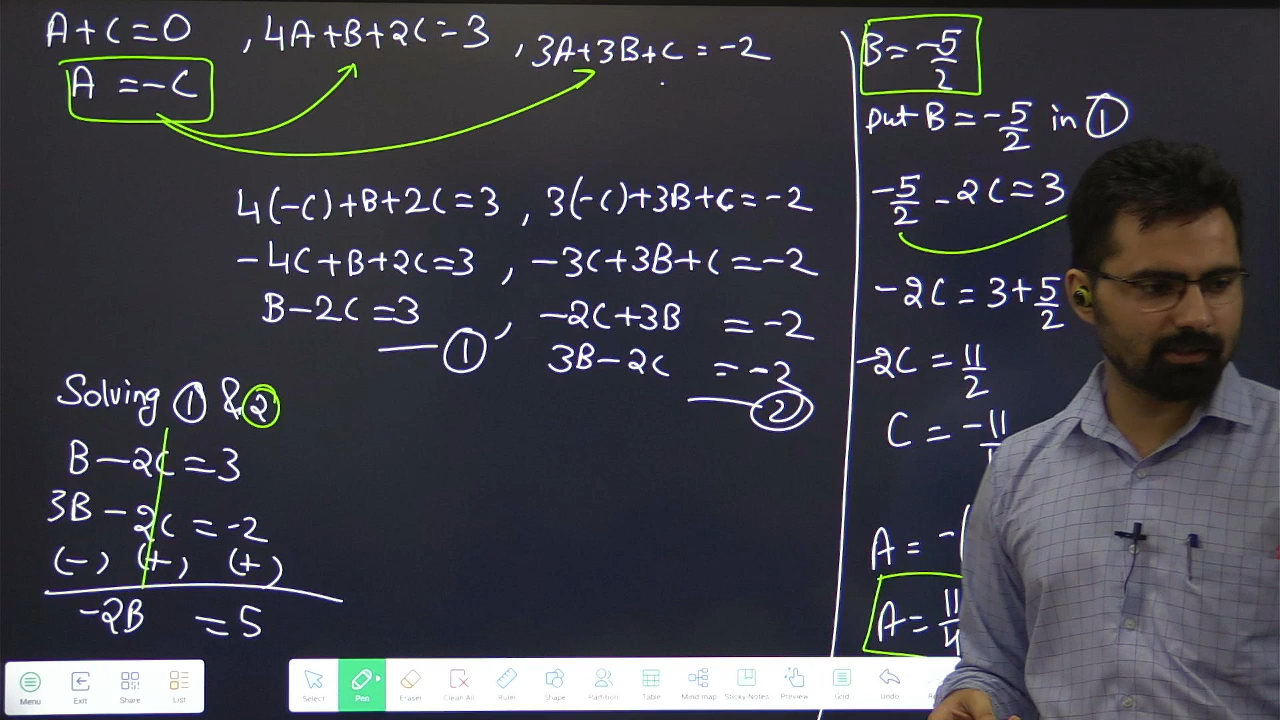 A+C=0 , 4A+B+2C=3 , 3A+3B+C=-2
A = -C
4(-C)+B+2C=3 , 3(-C)+3B+C=-2
-4C+B+2C=3 , -3C+3B+C=-2
B-2C=3 — ① , -2C+3B = -2
3B-2C = -2 — ②
Solving ① & ②
B-2C=3
3B-2C=-2
(-) (+) (+)
-2B =5
B=-5/2
Put B=-5/2 in ①
-5/2-2C=3
-2C=3+5/2
-2C=11/2
C=-11
A=-
A=11/4
Menu Exit Share List
Select Pen Eraser Clean All Ruler Shape Partition Table Mind map Sticky Notes Preview Grid Undo